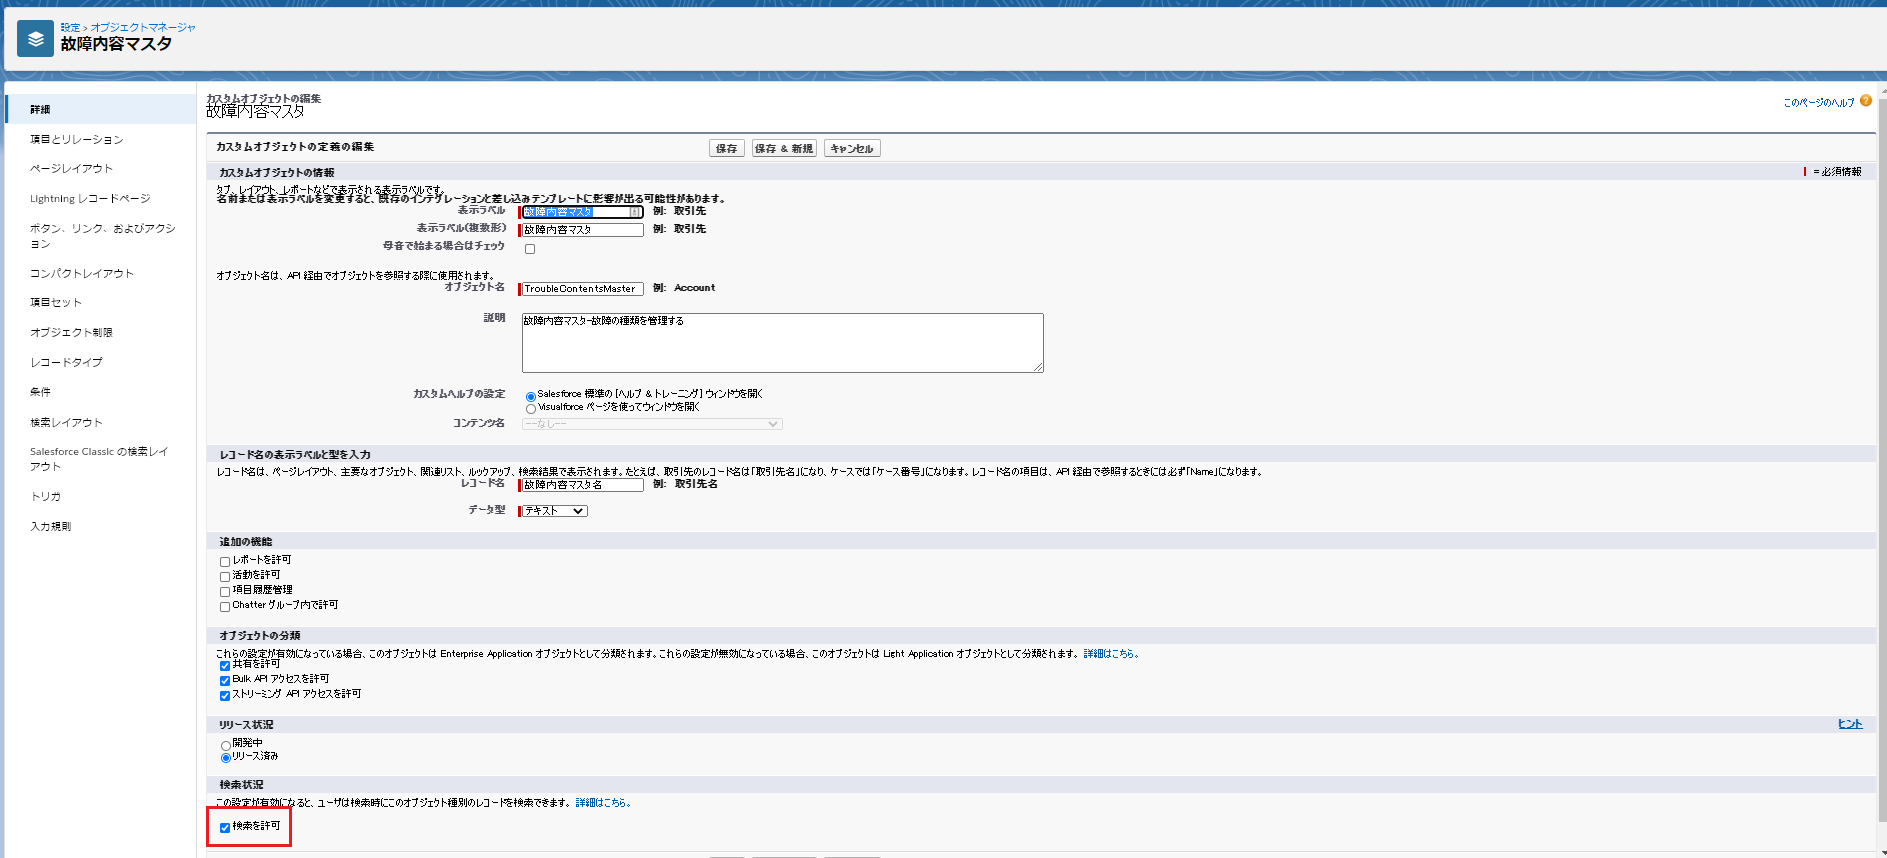 設定 > オブジェクトマネージャ
故障内容マスタ
詳細
項目とリレーション
ページレイアウト
Lightning レコードページ
ボタン、リンク、およびアクシ
ョン
コンパクトレイアウト
項目セット
オブジェクト制限
レコードタイプ
条件
検索レイアウト
Salesforce Classic の検索レイ
アウト
トリガ
入力規則
カスタムオブジェクトの編集
故障内容マスタ
このページのヘルプ ?
カスタムオブジェクトの定義の編集
保存 保存 & 新規 キャンセル
カスタムオブジェクトの情報
= 必須情報
タブ、レイアウト、レポートなどで表示される表示ラベルです。
名前または表示ラベルを変更すると、既存のインテグレーションと差し込みテンプレートに影響が出る可能性があります。
表示ラベル 故障内容マスタ 例: 取引先
表示ラベル(複数形) 故障内容マスタ 例: 取引先
母音で始まる場合はチェック
オブジェクト名は、API 経由でオブジェクトを参照する際に使用されます。
オブジェクト名 TroubleContentsMaster 例: Account
説明 故障内容マスタ-故障の種類を管理する
カスタムヘルプの設定 Salesforce 標準の [ヘルプ & トレーニング] ウィンドウを開く
Visualforce ページを使ってウィンドウを開く
コンテンツ名 --なし--
レコード名の表示ラベルと型を入力
レコード名は、ページレイアウト、主要なオブジェクト、関連リスト、ルックアップ、検索結果で表示されます。たとえば、取引先のレコード名は「取引先名」になり、ケースでは「ケース番号」になります。レコード名の項目は、API 経由で参照するときには必ず「Name」になります。
レコード名 故障内容マスタ名 例: 取引先名
データ型 テキスト
追加の機能
レポートを許可
活動を許可
項目履歴管理
Chatter グループ内で許可
オブジェクトの分類
これらの設定が有効になっている場合、このオブジェクトは Enterprise Application オブジェクトとして分類されます。これらの設定が無効になっている場合、このオブジェクトは Light Application オブジェクトとして分類されます。 詳細はこちら。
共有を許可
Bulk API アクセスを許可
ストリーミング API アクセスを許可
リリース状況
ヒント
開発中
リリース済み
検索状況
この設定が有効になると、ユーザは検索時にこのオブジェクト種別のレコードを検索できます。 詳細はこちら。
検索を許可